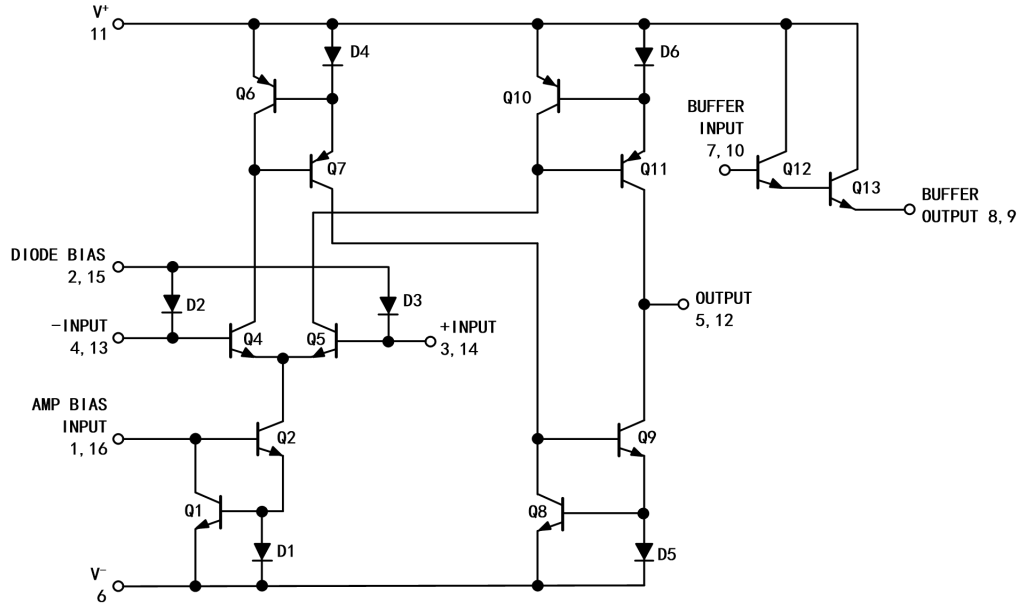 V⁺
11
D4
D6
Q6
Q10
BUFFER
INPUT
7, 10
Q7
Q11
Q12
Q13
BUFFER
OUTPUT 8, 9
DIODE BIAS
2, 15
D2
D3
-INPUT
4, 13
Q4
Q5
+INPUT
3, 14
OUTPUT
5, 12
AMP BIAS
INPUT
1, 16
Q2
Q9
Q1
Q8
D1
D5
V⁻
6